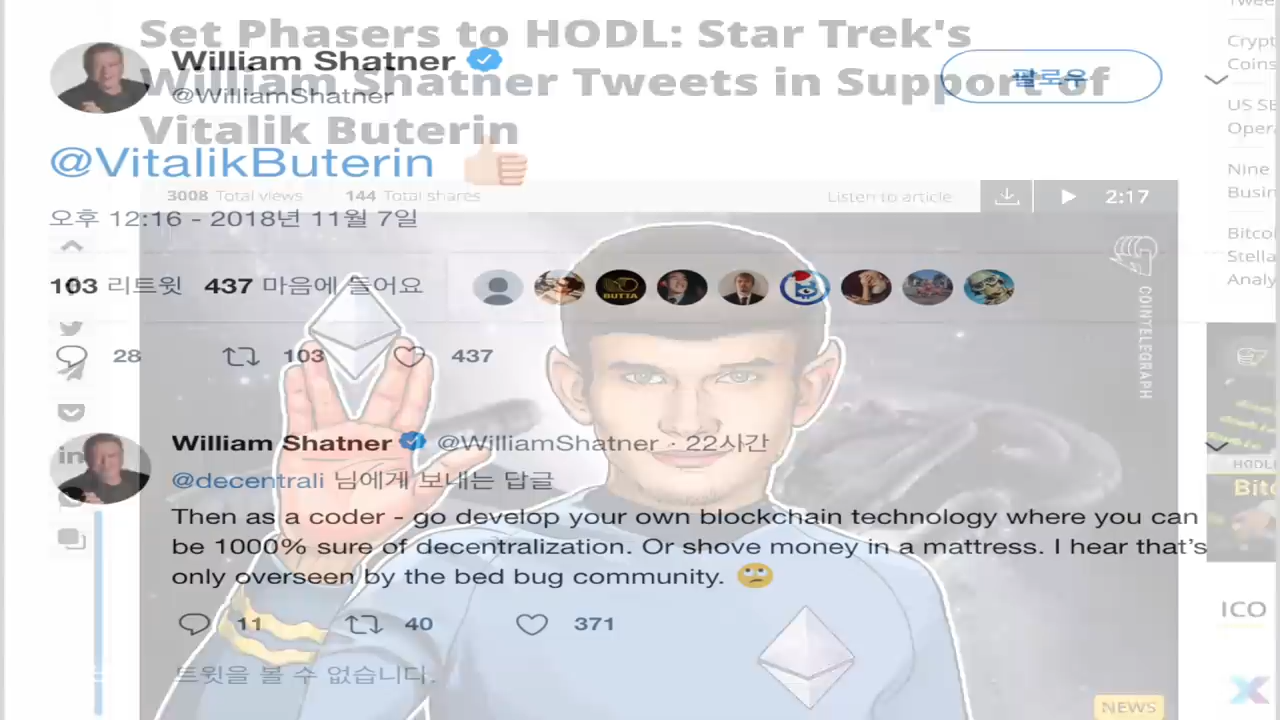 Set Phasers to HODL: Star Trek's
William Shatner Tweets in Support of
Vitalik Buterin
William Shatner
@WilliamShatner
팔로우
@VitalikButerin 👍
3008 Total views 144 Total shares
Listen to article
2:17
오후 12:16 - 2018년 11월 7일
103 리트윗 437 마음에 들어요
BUTIA
28 103 437
COINTELEGRAPH
William Shatner @WilliamShatner · 22시간
@decentrali 님에게 보내는 답글
Then as a coder - go develop your own blockchain technology where you can
be 1000% sure of decentralization. Or shove money in a mattress. I hear that's
only overseen by the bed bug community. 🙄
11 40 371
트윗을 볼 수 없습니다.
NEWS
Crypt
Coins
US SE
Oper
Nine
Busin
Bitco
Stella
Analy
HODL
Bitc
ICO
in